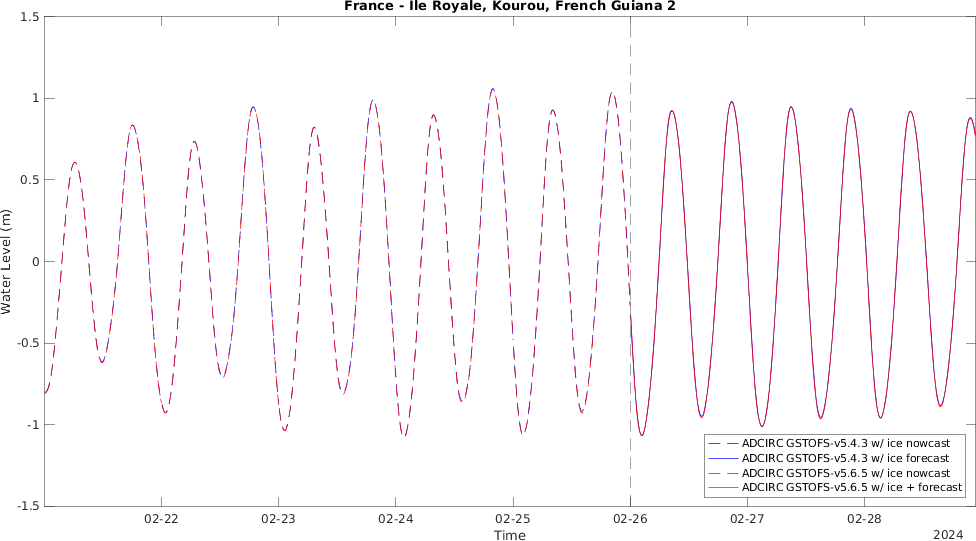 France - Ile Royale, Kourou, French Guiana 2
1.5
1
0.5
0
-0.5
-1
-1.5
Water Level (m)
ADCIRC GSTOFS-v5.4.3 w/ ice nowcast
ADCIRC GSTOFS-v5.4.3 w/ ice forecast
ADCIRC GSTOFS-v5.6.5 w/ ice nowcast
ADCIRC GSTOFS-v5.6.5 w/ ice + forecast
02-22 02-23 02-24 02-25 02-26 02-27 02-28
Time
2024